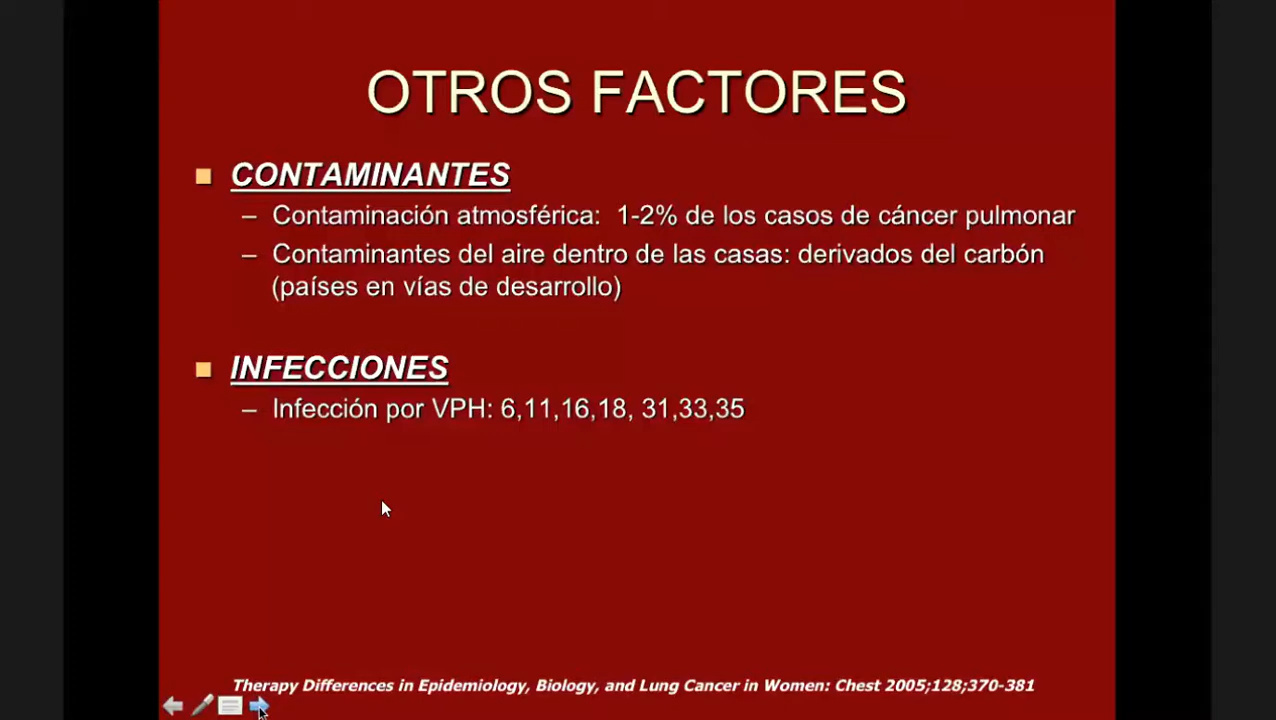 OTROS FACTORES
CONTAMINANTES
– Contaminación atmosférica: 1-2% de los casos de cáncer pulmonar
– Contaminantes del aire dentro de las casas: derivados del carbón
(países en vías de desarrollo)
INFECCIONES
– Infección por VPH: 6,11,16,18, 31,33,35
Therapy Differences in Epidemiology, Biology, and Lung Cancer in Women: Chest 2005;128;370-381